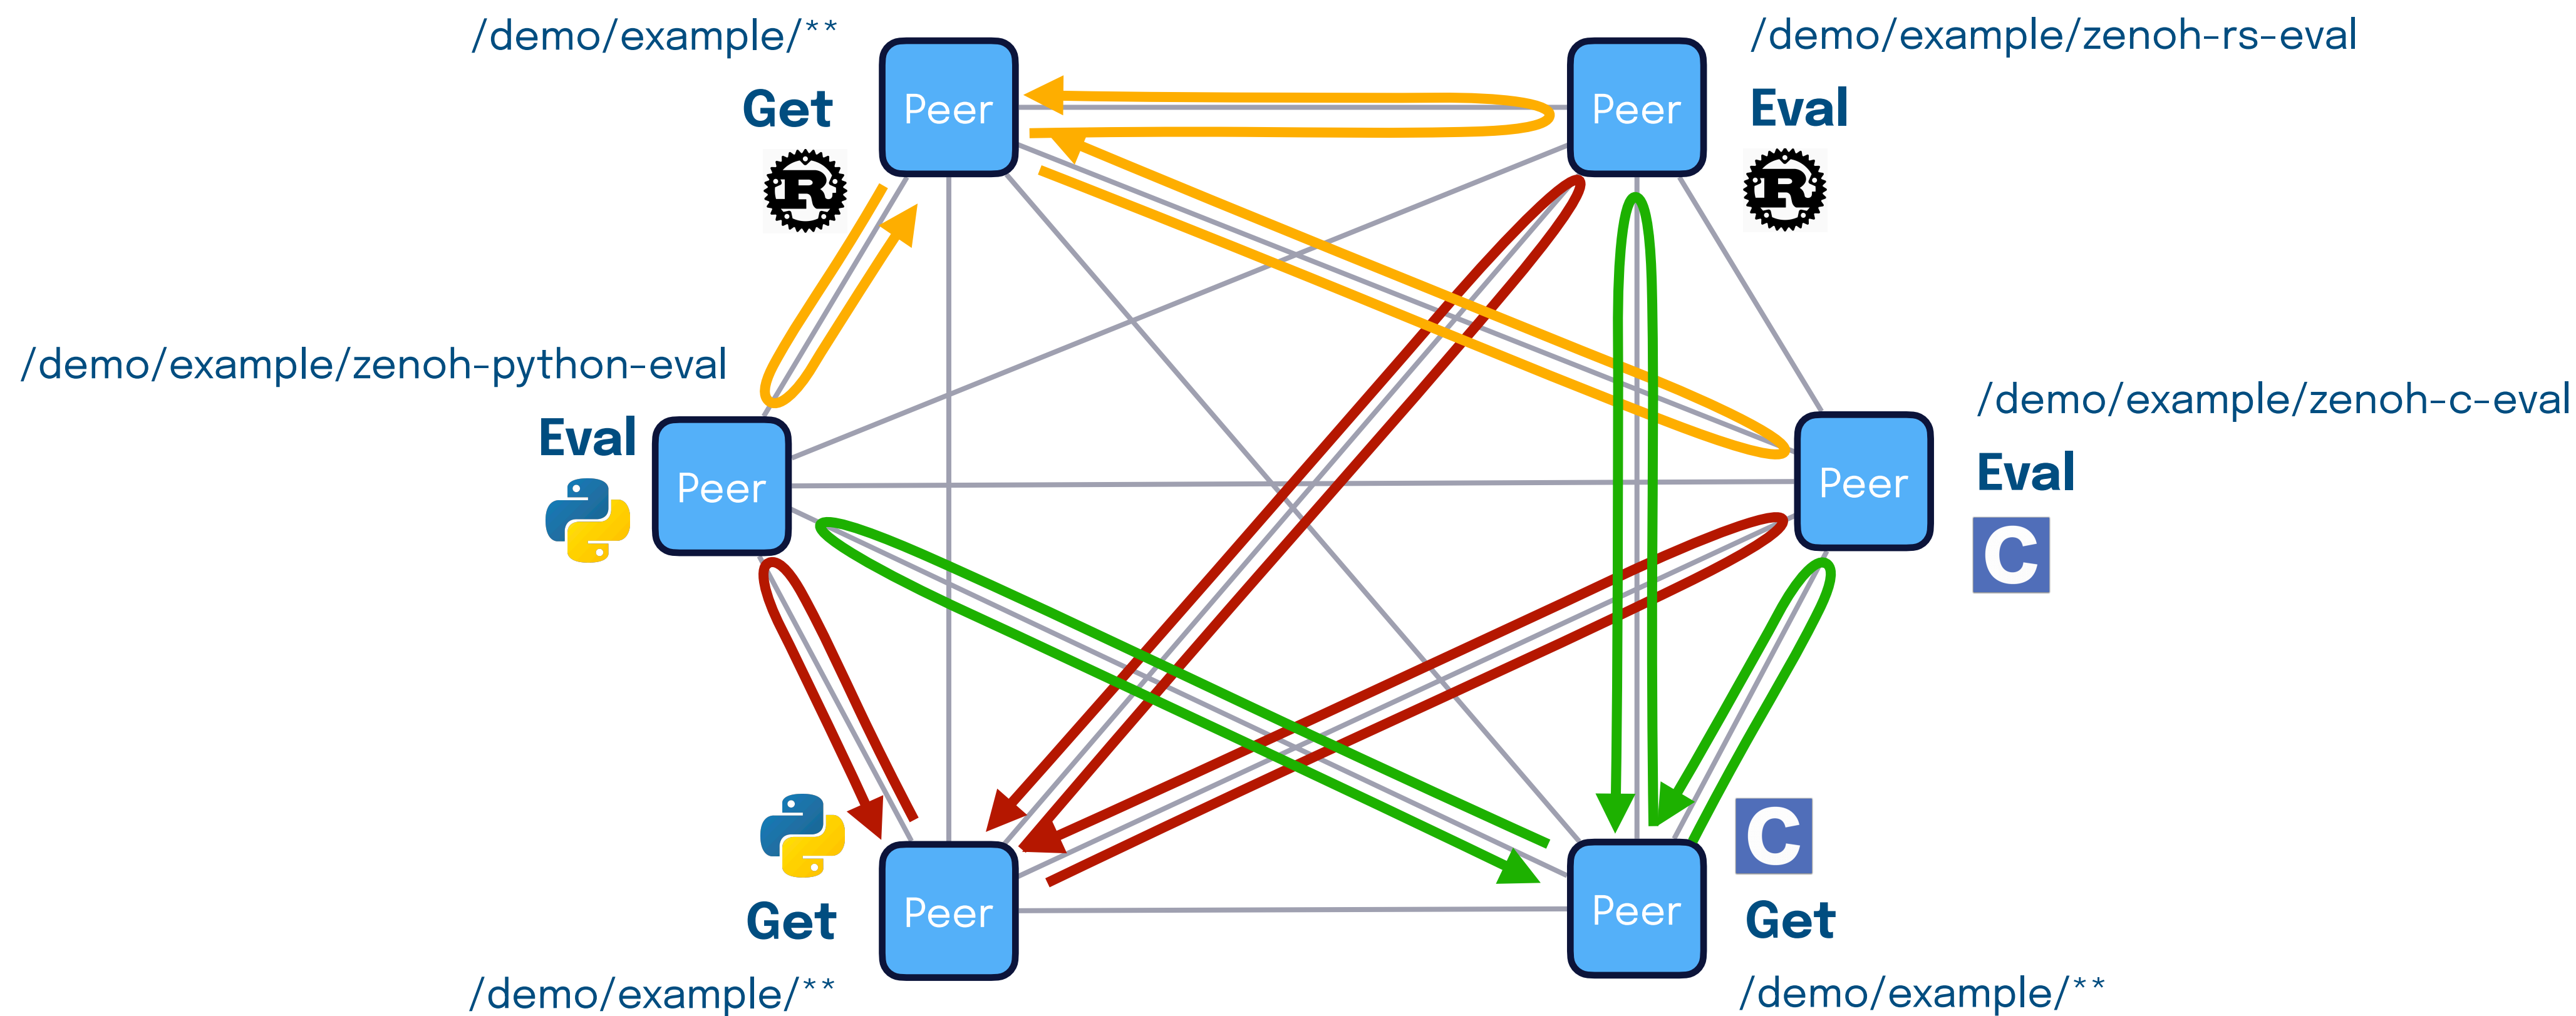 /demo/example/**
Get
R
Peer
Peer
/demo/example/zenoh-rs-eval
Eval
R
/demo/example/zenoh-python-eval
Eval
Peer
Peer
/demo/example/zenoh-c-eval
Eval
C
Get
/demo/example/**
Peer
Peer
C
Get
/demo/example/**